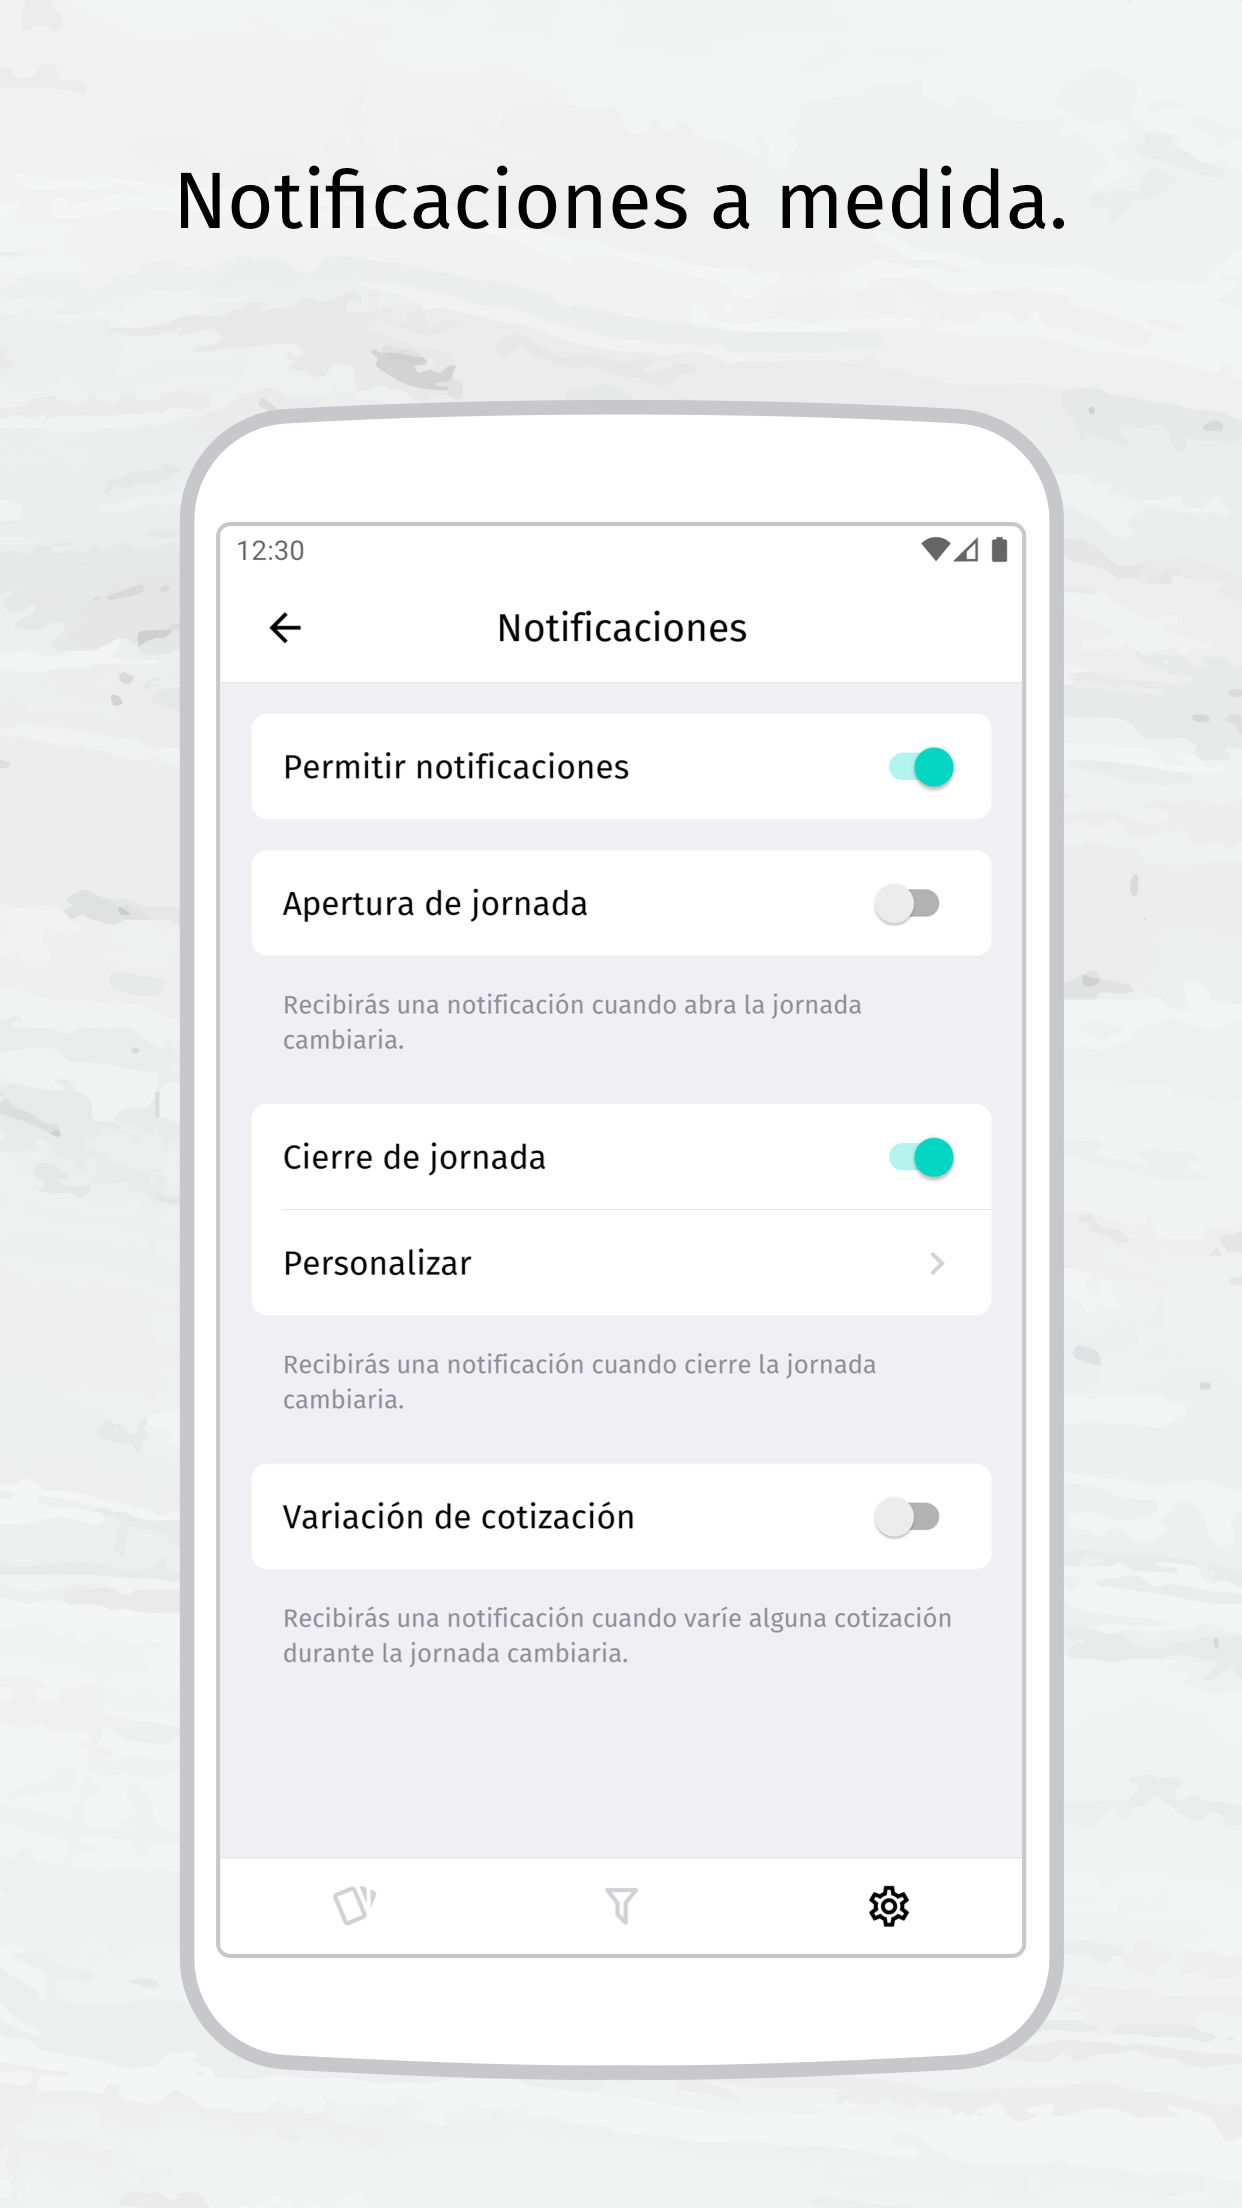 Notificaciones a medida.
12:30
Notificaciones
Permitir notificaciones
Apertura de jornada
Recibirás una notificación cuando abra la jornada
cambiaria.
Cierre de jornada
Personalizar
Recibirás una notificación cuando cierre la jornada
cambiaria.
Variación de cotización
Recibirás una notificación cuando varíe alguna cotización
durante la jornada cambiaria.